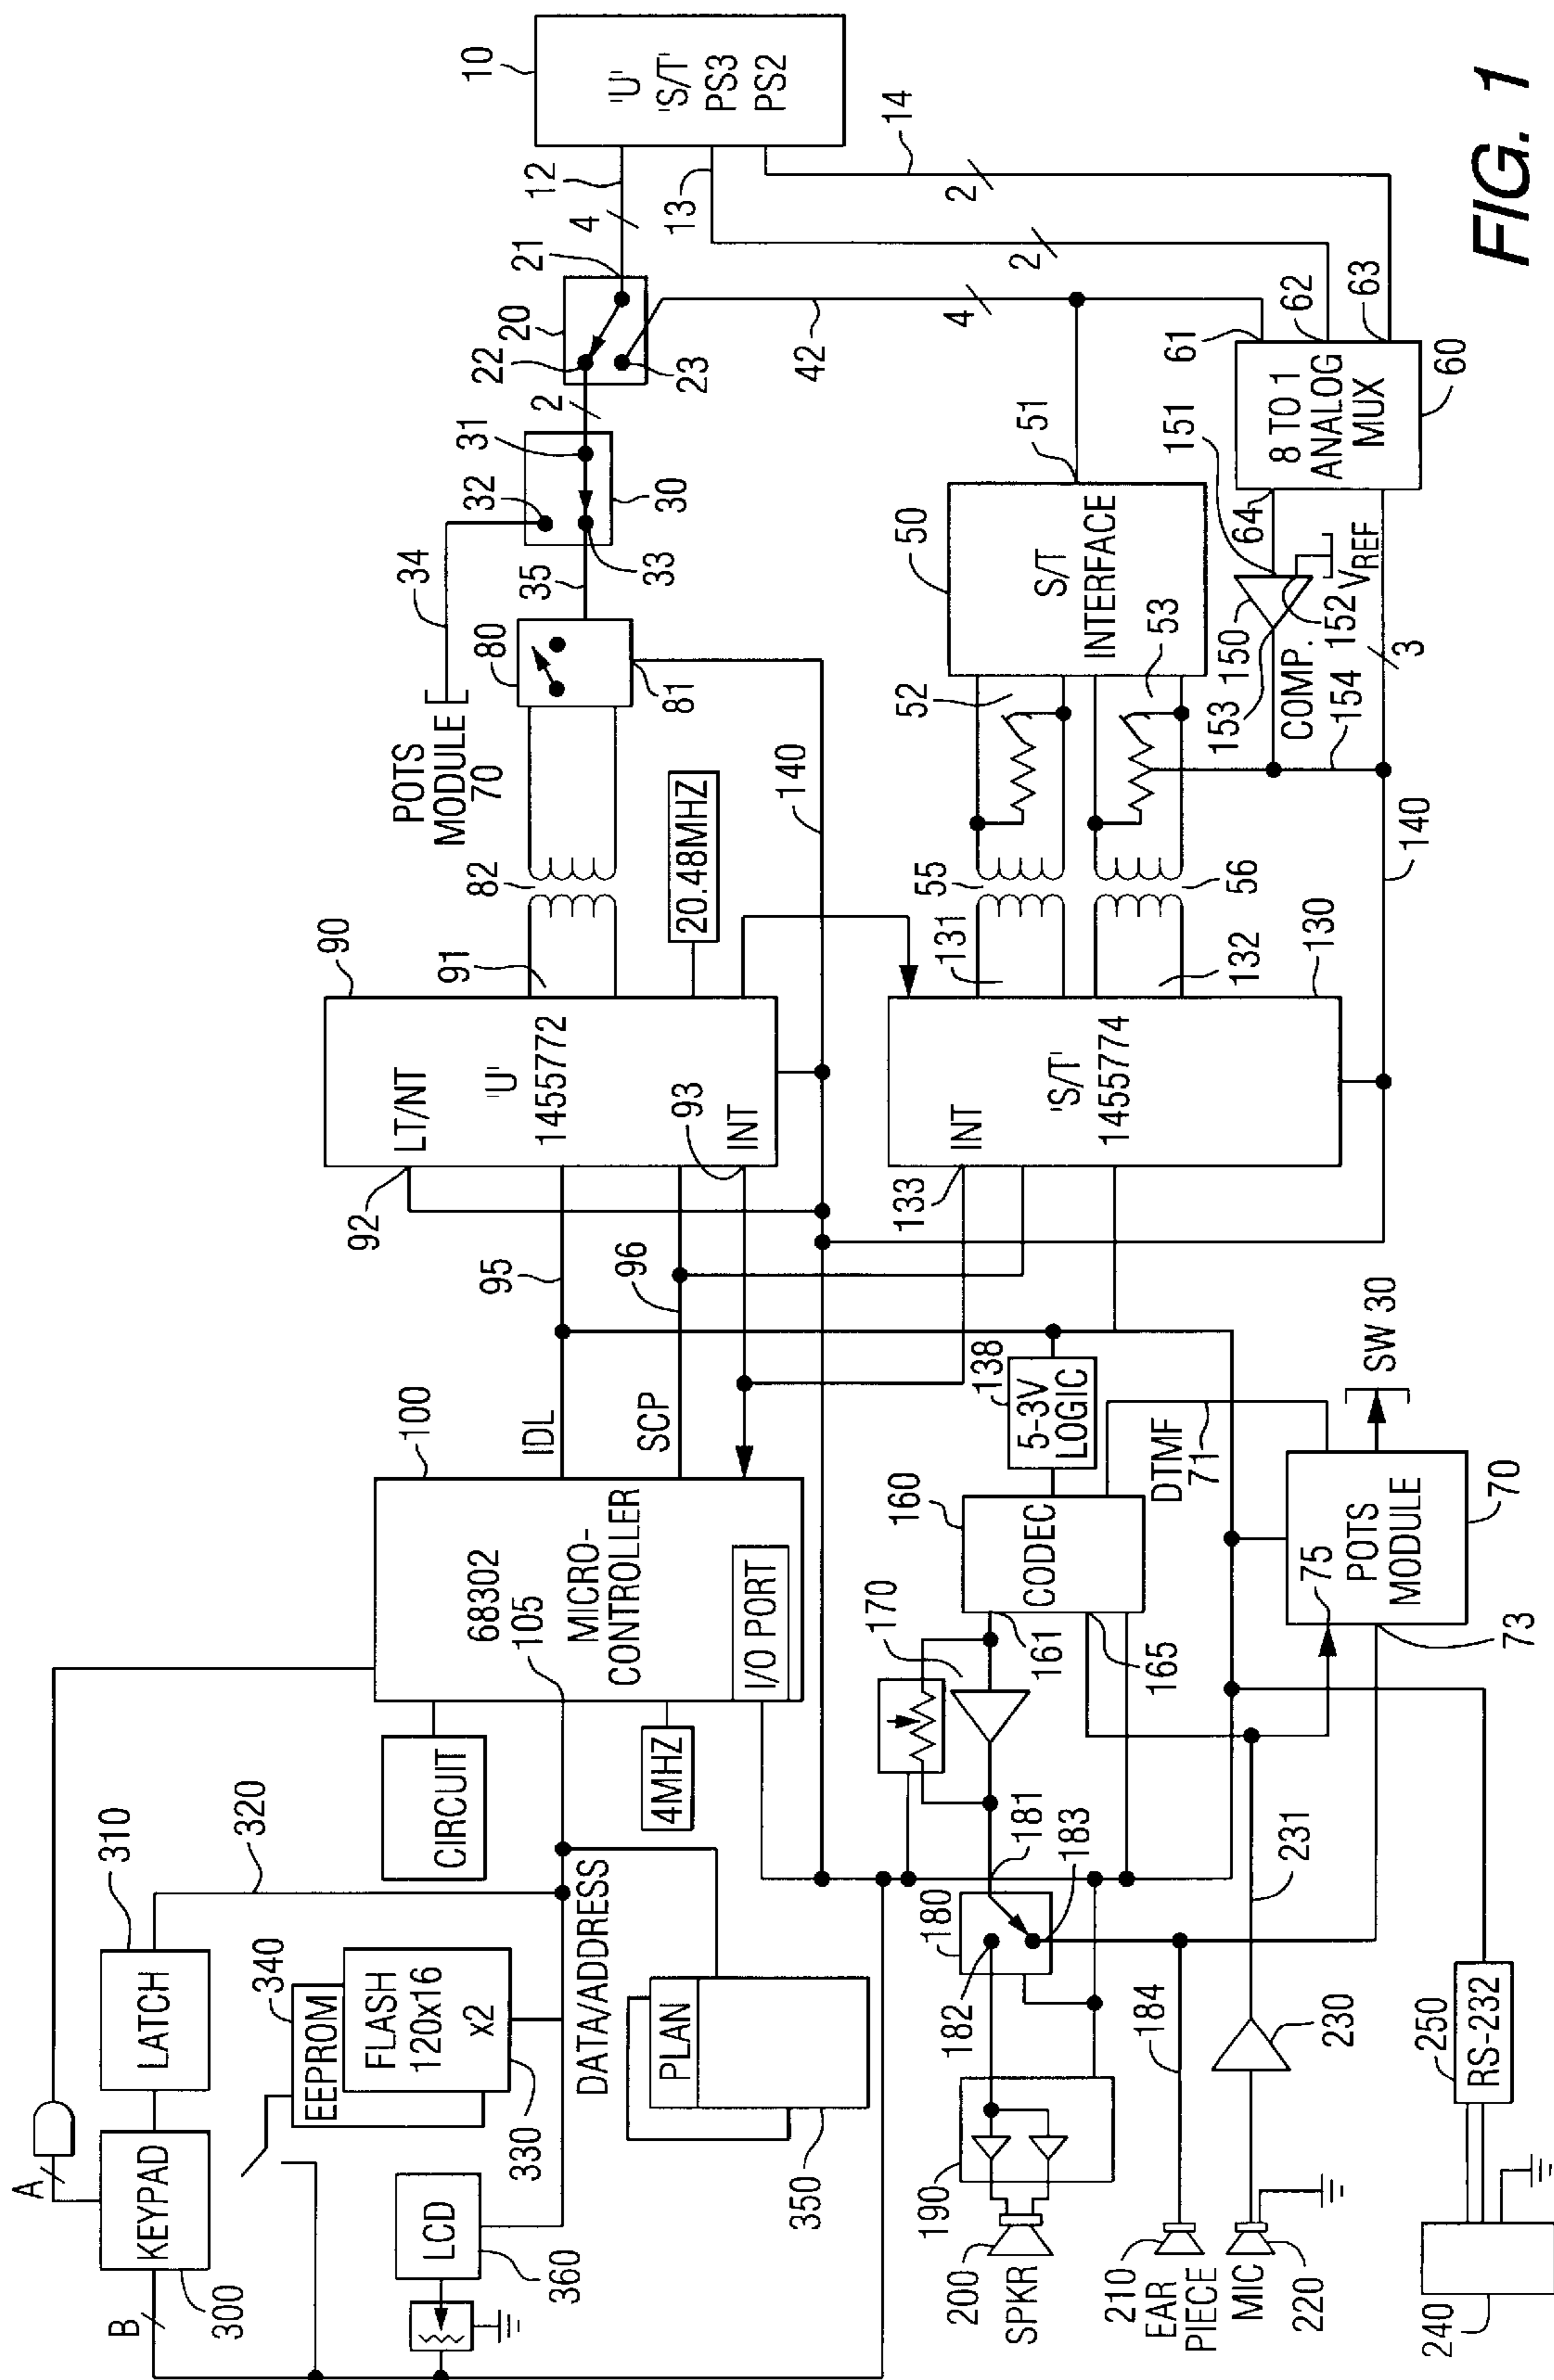 B
A
KEYPAD
300
LATCH
310
320
EEPROM
340
FLASH
120x16
x2
330
LCD
360
DATA/ADDRESS
PLAN
350
CIRCUIT
4MHZ
100
68302
105
MICRO-
CONTROLLER
I/O PORT
IDL
SCP
95
96
90
LT/NT
92
'U'
1455772
93
INT
91
82
20.48MHZ
POTS
MODULE
70
34
80
81
35
32
31
33
30
2
22
20
21
23
4
12
13
10
'U'
'S/T'
PS3
PS2
14
2
2
42
4
140
200
SPKR
190
180
182
181
183
170
161
165
160
CODEC
138
5-3V
LOGIC
DTMF
71
133
INT
'S/T'
1455774
130
131
132
55
56
52
53
50
S/T
INTERFACE
51
61
62
63
8 TO 1
ANALOG
MUX
60
64
151
150
152
153
COMP.
154
VREF
3
140
210
EAR
PIECE
MIC
220
184
230
231
73
75
POTS
MODULE
70
SW 30
240
250
RS-232
FIG. 1